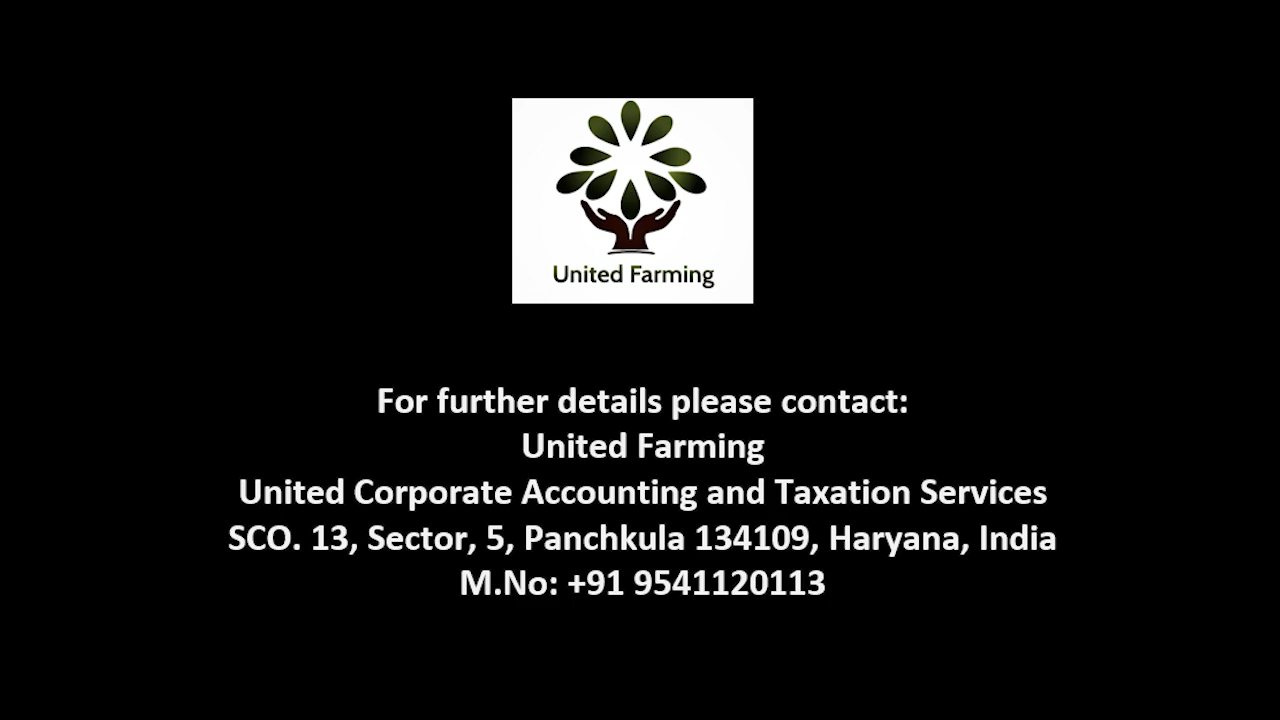 United Farming
For further details please contact:
United Farming
United Corporate Accounting and Taxation Services
SCO. 13, Sector, 5, Panchkula 134109, Haryana, India
M.No: +91 9541120113